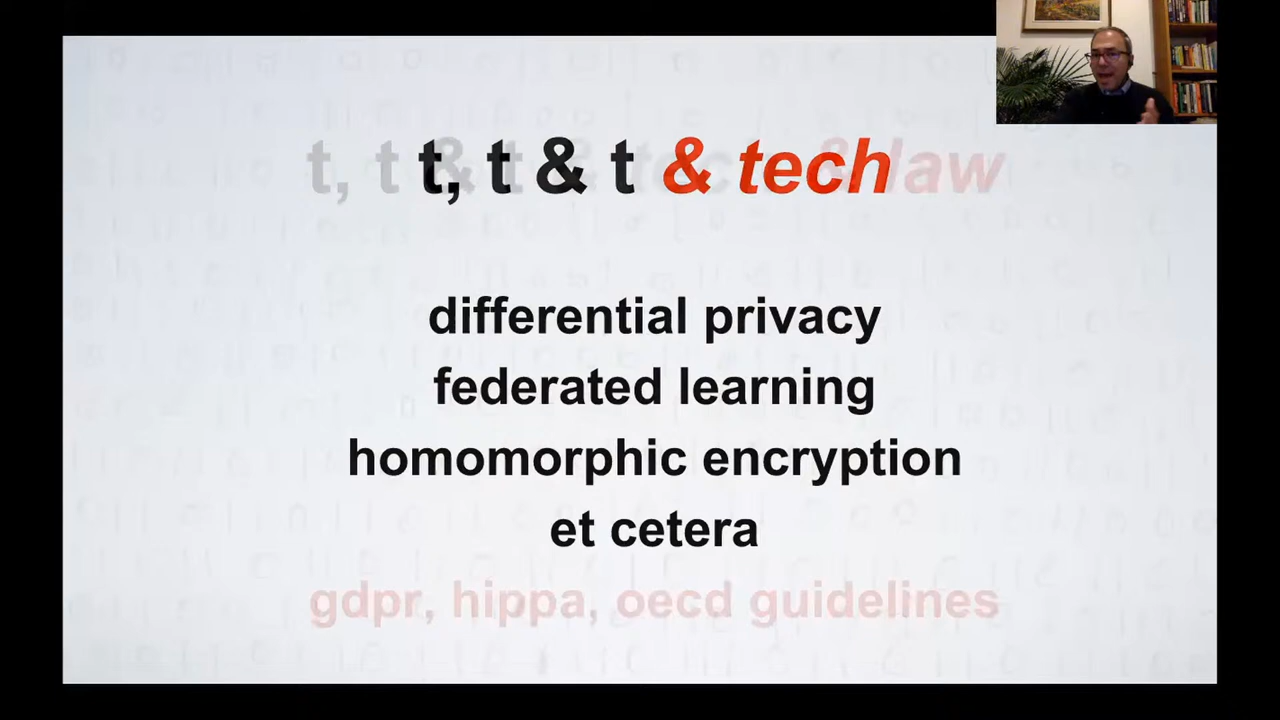 t, t & t & tech & law
differential privacy
federated learning
homomorphic encryption
et cetera
gdpr, hippa, oecd guidelines